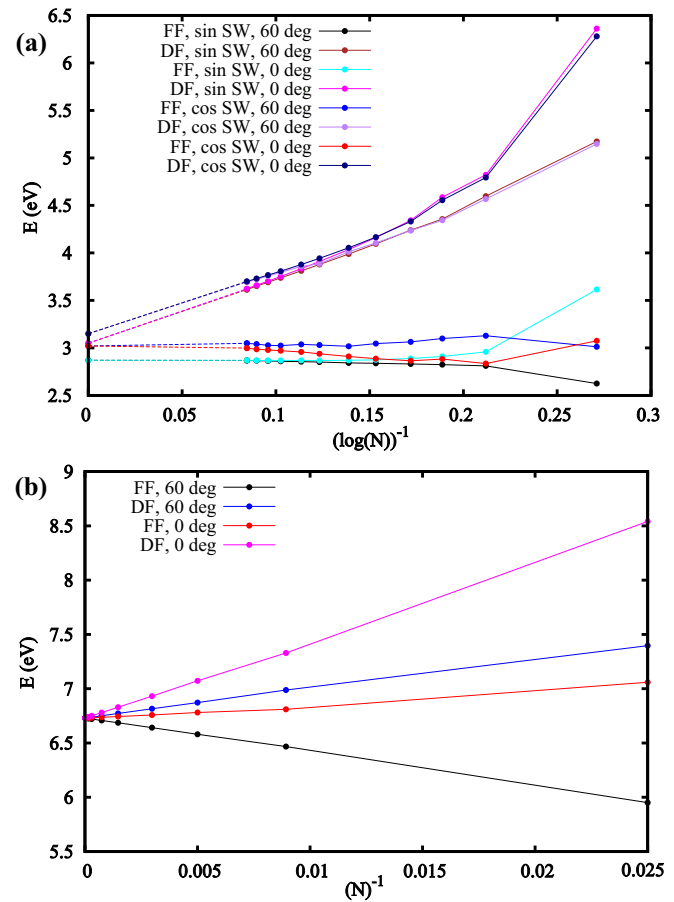 (a)
FF, sin SW, 60 deg
DF, sin SW, 60 deg
FF, sin SW, 0 deg
DF, sin SW, 0 deg
FF, cos SW, 60 deg
DF, cos SW, 60 deg
FF, cos SW, 0 deg
DF, cos SW, 0 deg
6.5
6
5.5
5
4.5
4
3.5
3
2.5
E (eV)
0 0.05 0.1 0.15 0.2 0.25 0.3
(log(N))⁻¹
(b)
FF, 60 deg
DF, 60 deg
FF, 0 deg
DF, 0 deg
9
8.5
8
7.5
7
6.5
6
5.5
E (eV)
0 0.005 0.01 0.015 0.02 0.025
(N)⁻¹